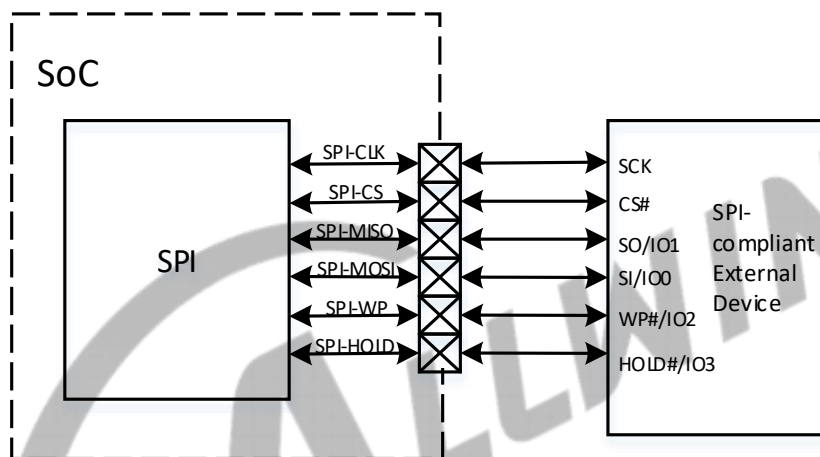 SoC
SPI
SPI-CLK
SPI-CS
SPI-MISO
SPI-MOSI
SPI-WP
SPI-HOLD
SCK
CS#
SO/IO1
SI/IO0
WP#/IO2
HOLD#/IO3
SPI-
compliant
External
Device
ALLWIN